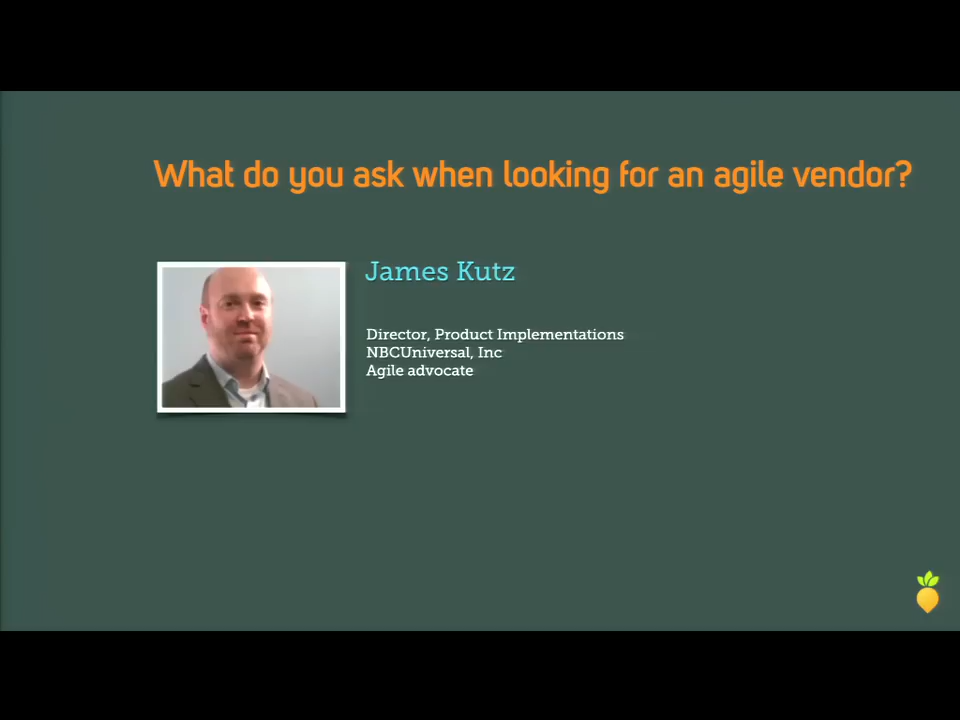 What do you ask when looking for an agile vendor?
James Kutz
Director, Product Implementations
NBCUniversal, Inc
Agile advocate